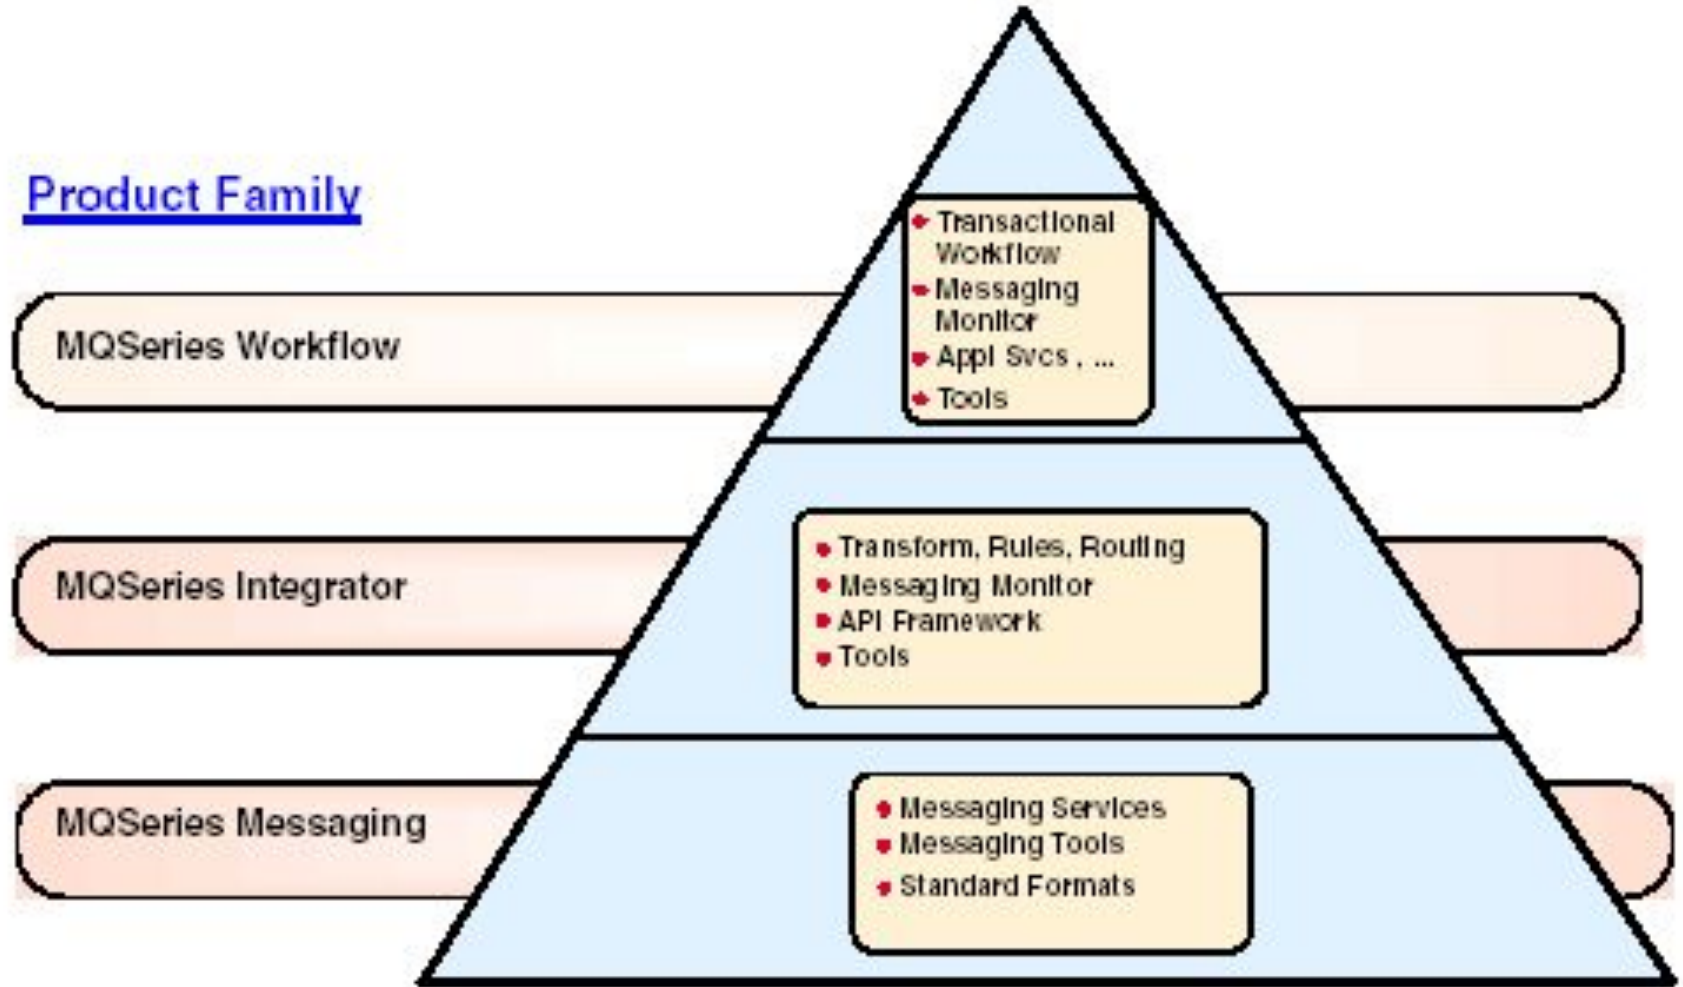 Product Family
MQSeries Workflow
Transactional
Workflow
Messaging
Monitor
Appl Svcs , ...
Tools
MQSeries Integrator
Transform, Rules, Routing
Messaging Monitor
API Framework
Tools
MQSeries Messaging
Messaging Services
Messaging Tools
Standard Formats